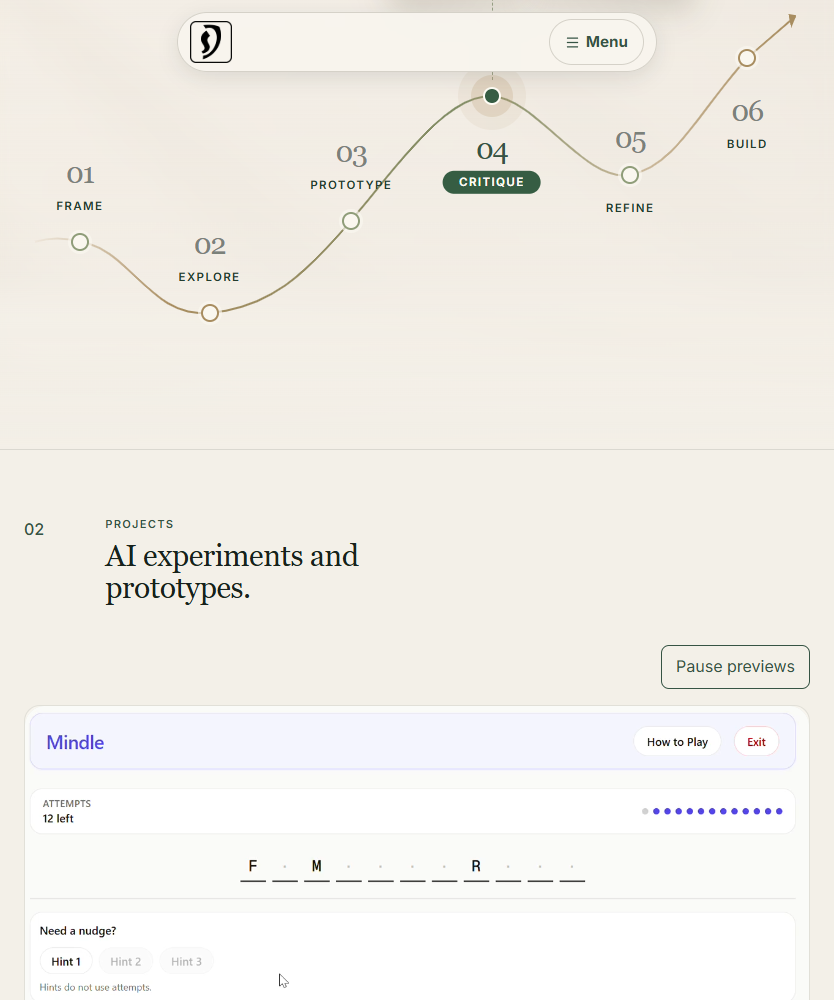 Menu
01
FRAME
02
EXPLORE
03
PROTOTYPE
04
CRITIQUE
05
REFINE
06
BUILD
02
PROJECTS
AI experiments and
prototypes.
Pause previews
Mindle
How to Play
Exit
ATTEMPTS
12 left
F · M · · · · R · · ·
Need a nudge?
Hint 1
Hint 2
Hint 3
Hints do not use attempts.